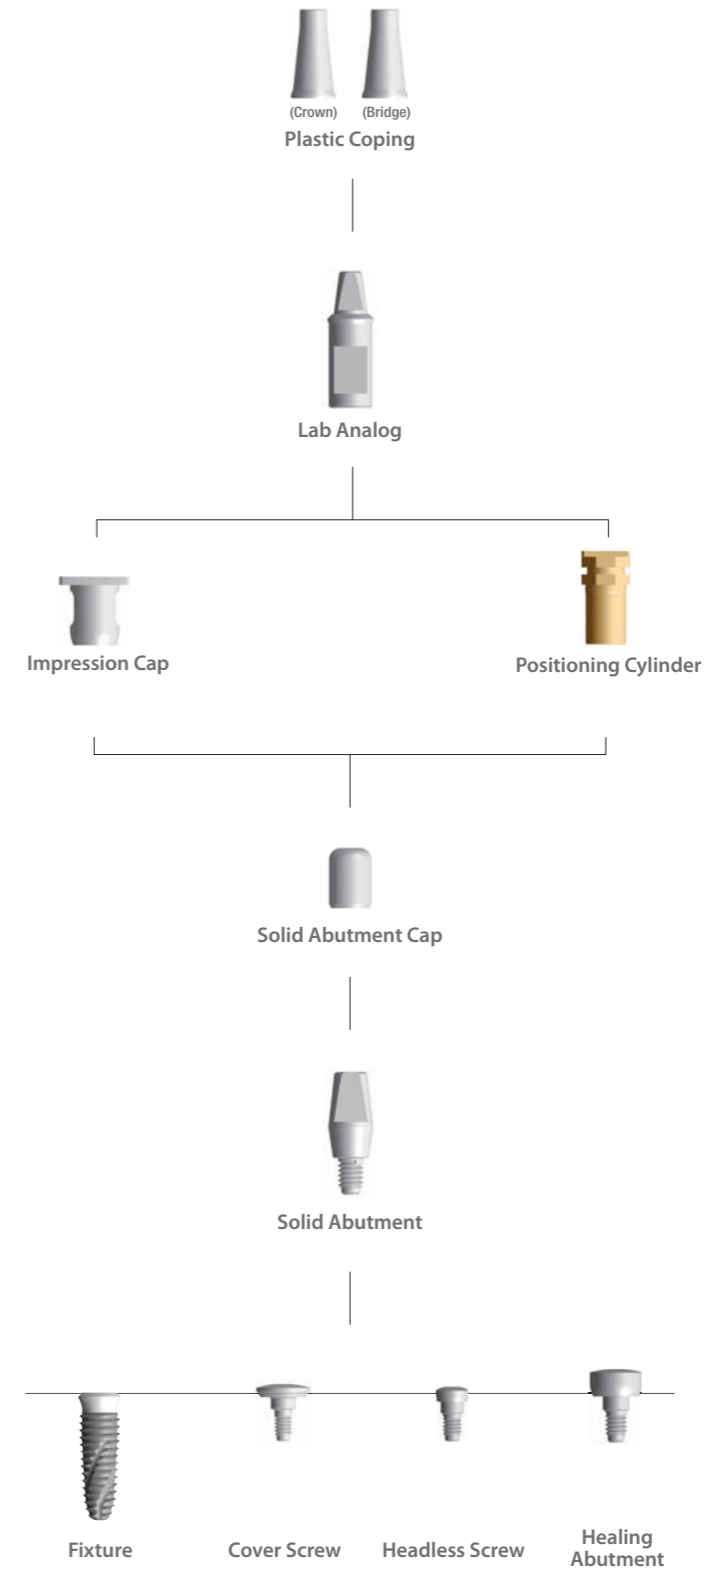 (Crown) (Bridge)
Plastic Coping
Lab Analog
Impression Cap
Positioning Cylinder
Solid Abutment Cap
Solid Abutment
Fixture
Cover Screw
Headless Screw
Healing
Abutment